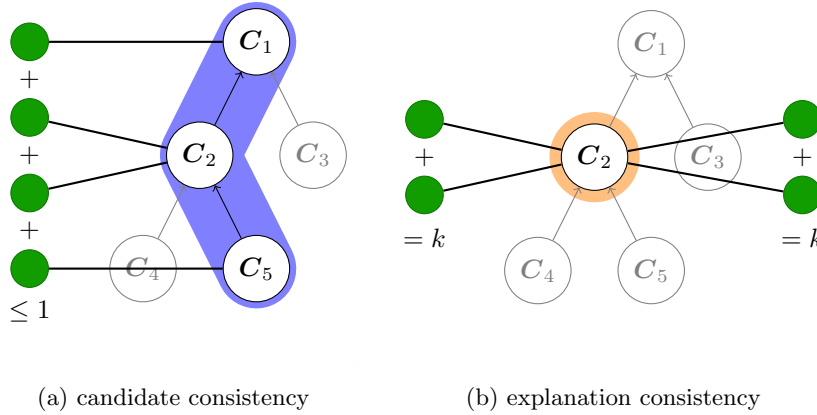 C₁
+
C₂
+
C₃
+
C₄
C₅
≤ 1
(a) candidate consistency
C₁
+
C₂
C₃
+
= k
= k
C₄
C₅
(b) explanation consistency